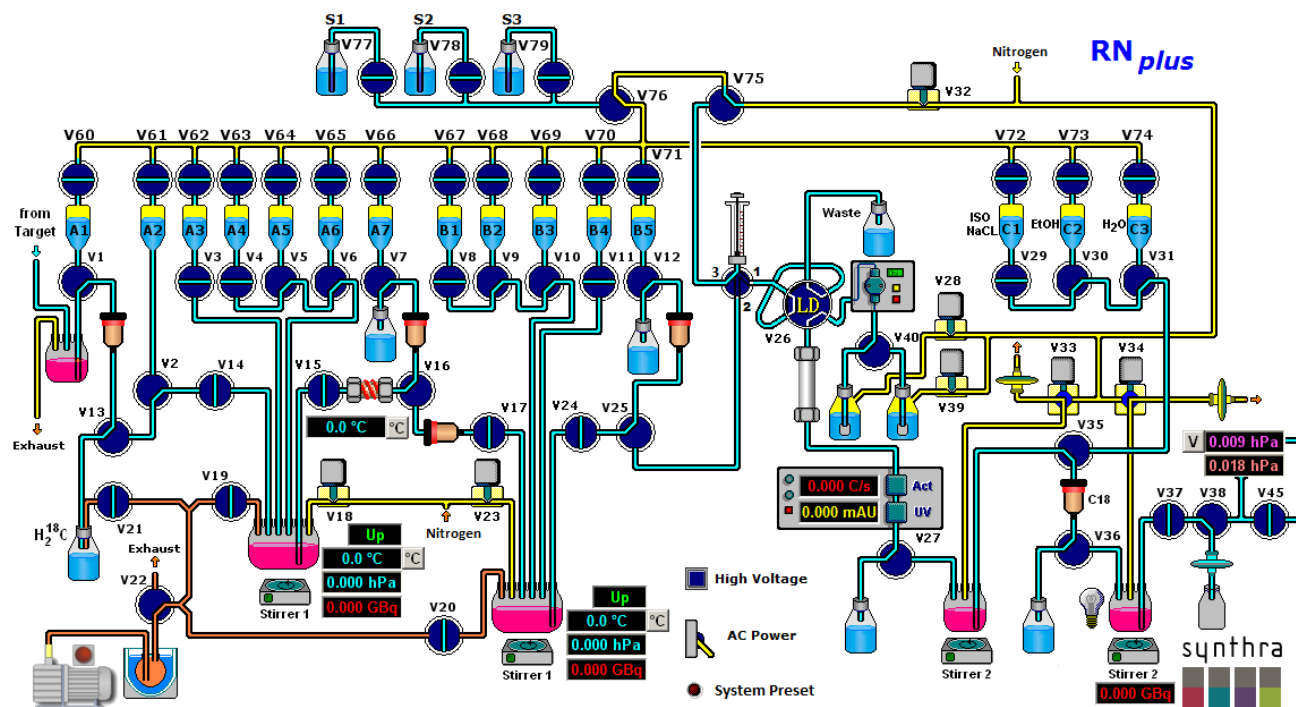 S1 S2 S3
V77 V78 V79
Nitrogen
RN plus
V75
V76
V32
V60 V61 V62 V63 V64 V65 V66 V67 V68 V69 V70
V71
V72 V73 V74
from
Target
A1 A2 A3 A4 A5 A6 A7 B1 B2 B3 B4 B5
Waste
ISO
NaCL
C1
EtOH
C2
H2O
C3
V1 V3 V4 V5 V6 V7 V8 V9 V10 V11 V12
3 1
2
V29 V30 V31
LD
V28
V26
V40
V33 V34
V2 V14 V15 V16
V39
V13
Exhaust
0.0 °C °C
V17 V24 V25
V35
V 0.009 hPa
0.018 hPa
V19
V21
0.000 C/s Act
0.000 mAU UV
C18
V37 V38 V45
V18 V23
Nitrogen
H2 18C
Exhaust
Up
0.0 °C °C
0.000 hPa
0.000 GBq
Stirrer 1
V27
V36
V22
High Voltage
V20
Up
0.0 °C °C
0.000 hPa
0.000 GBq
Stirrer 1
AC Power
System Preset
Stirrer 2
Stirrer 2
0.000 GBq
synthra